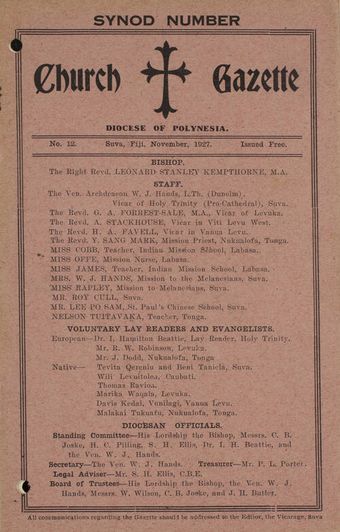 SYNOD NUMBER
Church Gazette
DIOCESE OF POLYNESIA.
No. 12. Suva, Fiji, November, 1927. Issued Free.
BISHOP.
The Right Revd. LEONARD STANLEY KEMPTHORNE, M.A.
STAFF.
The Ven. Archdeacon W. J. Hands, L.Th. (Dunelm),
Vicar of Holy Trinity (Pro-Cathedral), Suva.
The Revd. G. A. FORREST-SALE, M.A., Vicar of Levuka.
The Revd. A. STACKHOUSE, Vicar in Viti Levu West.
The Revd. H. A. FAVELL, Vicar in Vanua Levu.
The Revd. Y. SANG MARK, Mission Priest, Nukualofa, Tonga.
MISS COBB, Teacher, Indian Mission School, Labasa.
MISS OFFE, Mission Nurse, Labasa.
MISS JAMES, Teacher, Indian Mission School, Labasa.
MRS. W. J. HANDS, Mission to the Melanesians, Suva.
MISS RAPLEY, Mission to Melanesians, Suva.
MR. ROY CULL, Suva.
MR. LEE PO SAM, St. Paul's Chinese School, Suva.
NELSON TUITAVAKA, Teacher, Tonga.
VOLUNTARY LAY READERS AND EVANGELISTS.
European—Dr. I. Hamilton Beattie, Lay Reader, Holy Trinity.
Mr. R. W. Robinson, Levuka.
Mr. J. Dodd, Nukualofa, Tonga
Native— Tevita Qereniu and Beni Taniela, Suva.
Wili Levuitolea, Caubati.
Thomas Ravioa.
Marika Waqala, Levuka.
Davis Kedal, Vunilagi, Vanua Levu.
Malakai Tukuafu, Nukualofa, Tonga.
DIOCESAN OFFICIALS.
Standing Committee—His Lordship the Bishop, Messrs. C. B.
Joske, H. C. Pilling, S. H. Ellis, Dr. I. H. Beattie, and
the Ven. W. J. Hands.
Secretary—The Ven. W. J. Hands. Treasurer—Mr. P. L. Porter.
Legal Adviser—Mr. S. H. Ellis, C.B.E.
Board of Trustees—His Lordship the Bishop, the Ven. W. J.
Hands, Messrs. W. Wilson, C. B. Joske, and J. H. Batler.
All communications regarding the Gazette should be addressed to the Editor, the Vicarage, Suva